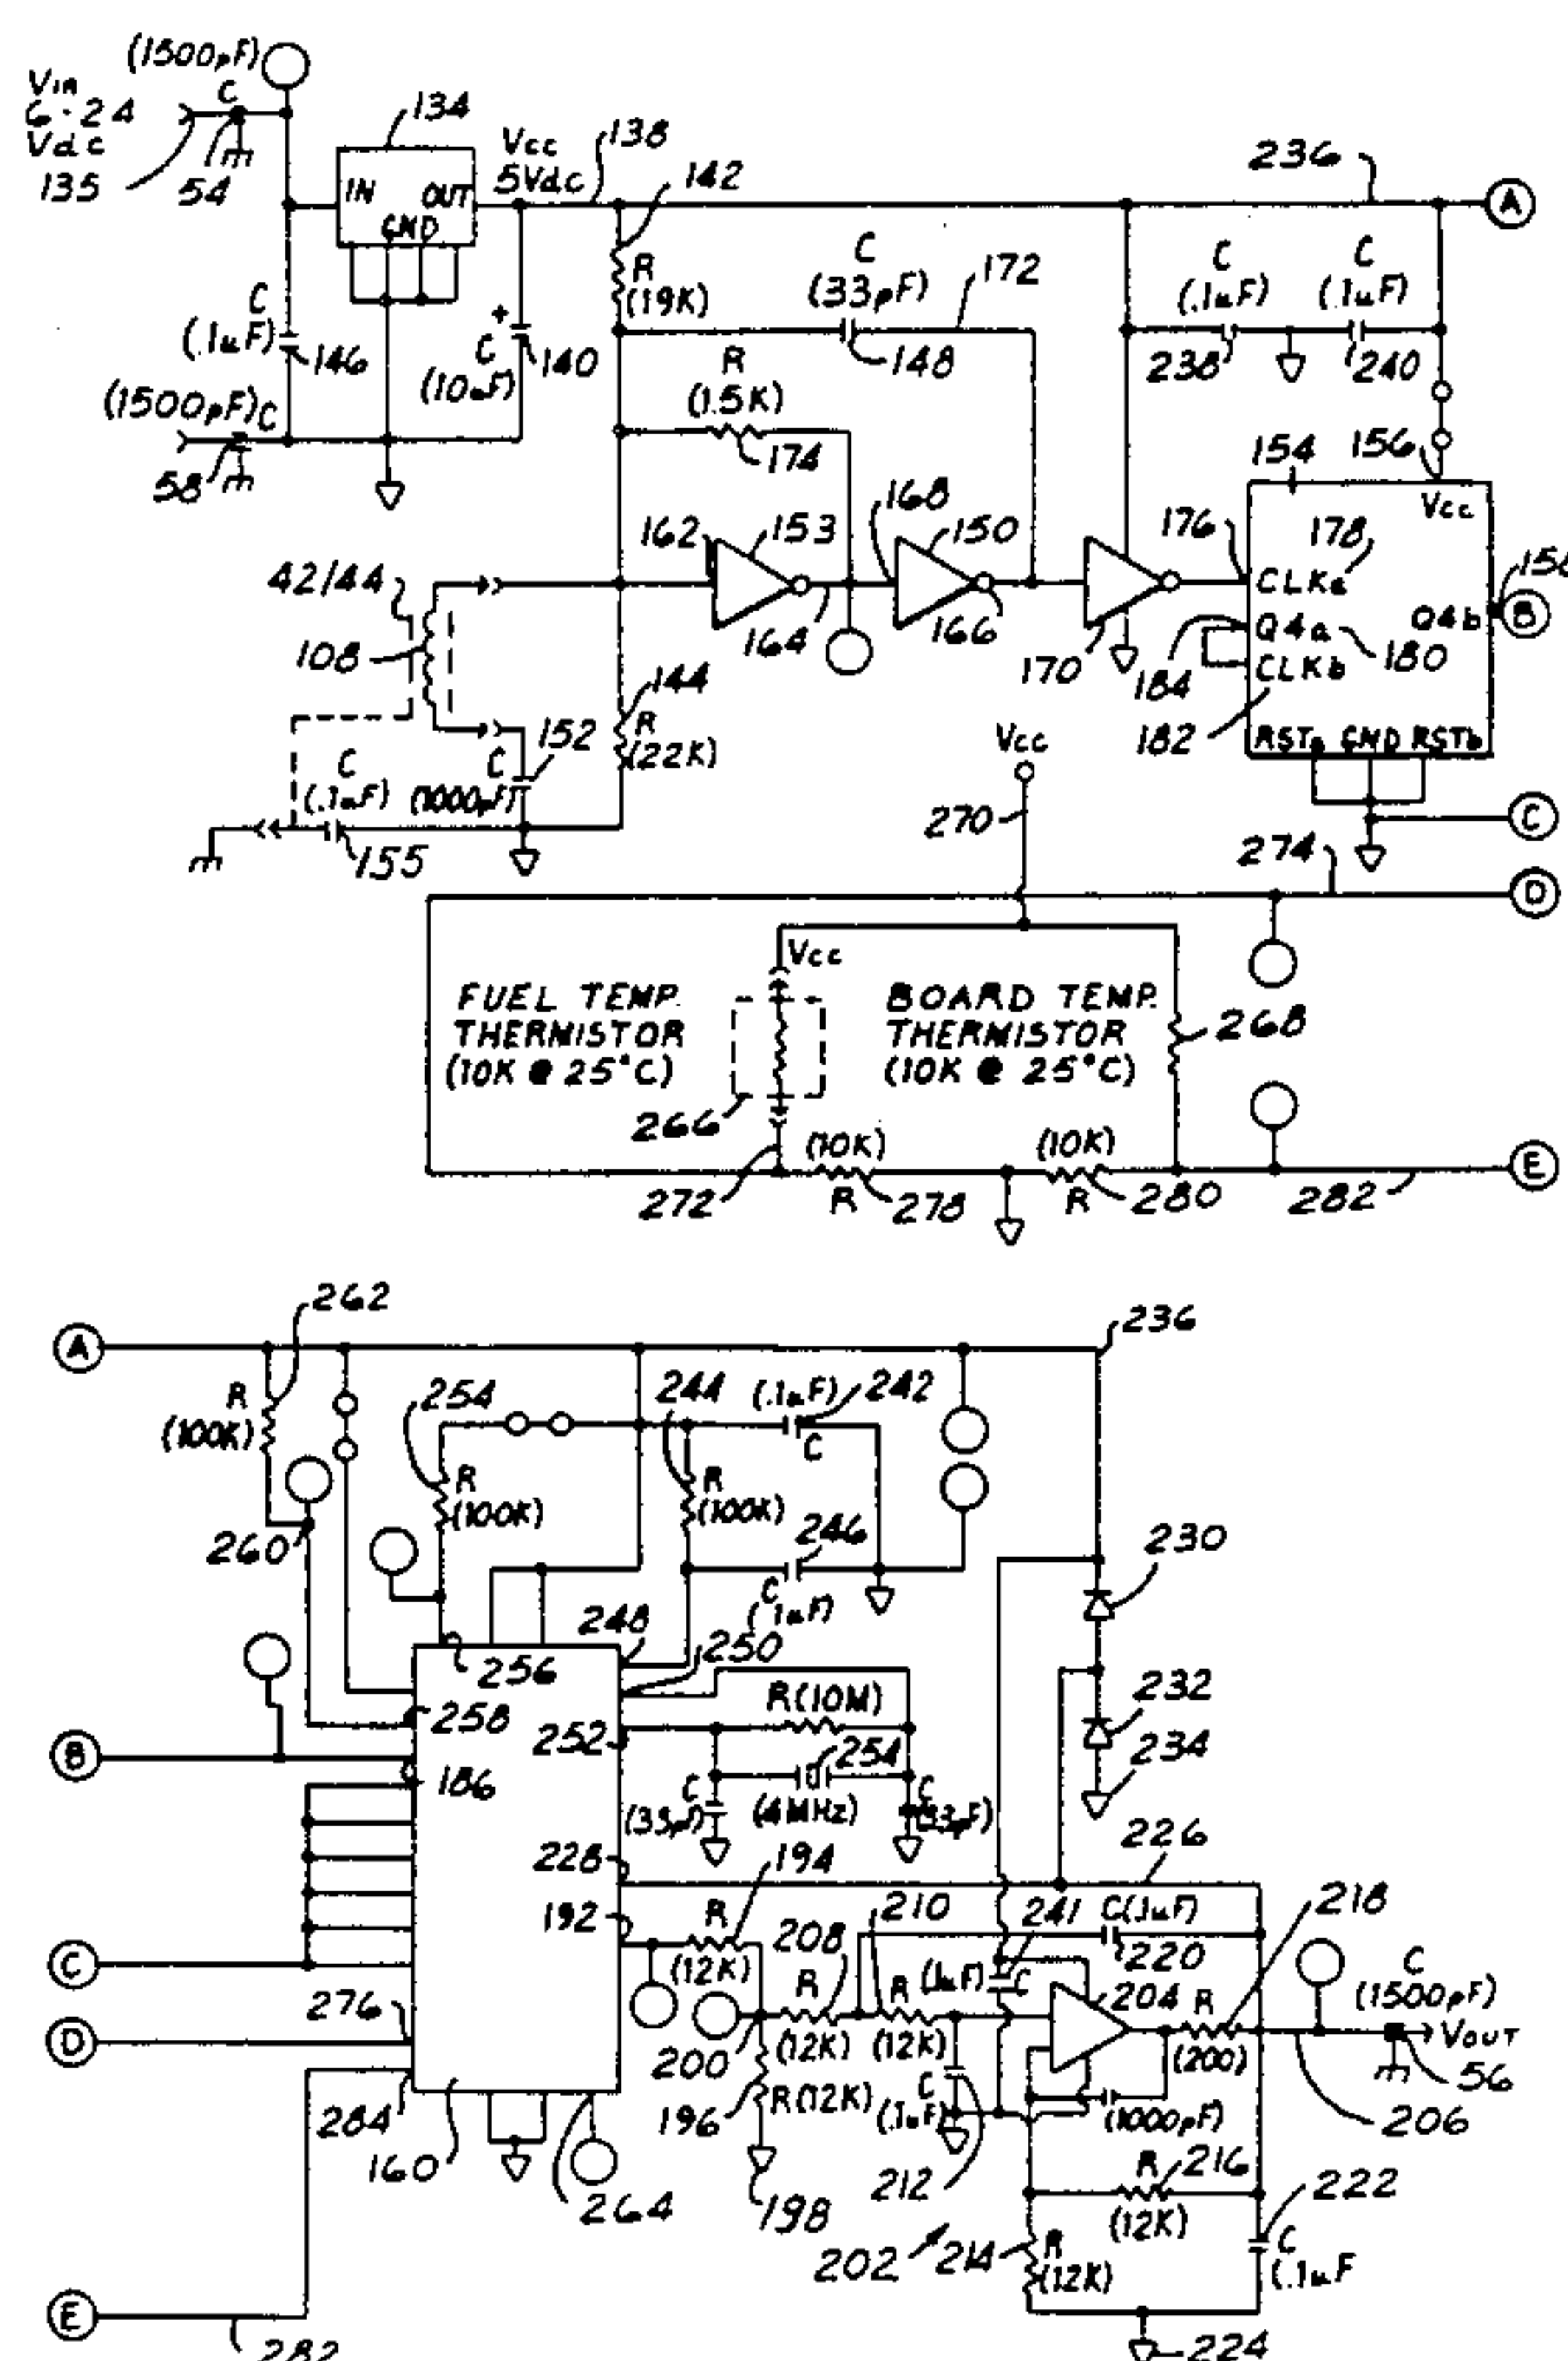 (1500pF)
C
Vin
6-24
Vdc
135
54
134
IN
OUT
GND
Vcc
5Vdc
138
142
R
(19K)
236
A
C
(33pF)
172
148
C
(.1uF)
C
(.1uF)
238
240
C
(.1uF)
146
+
C
(10uF)
140
R
(1.5K)
174
(1500pF)
C
58
154
156
Vcc
162
153
168
150
176
178
CLKa
42/44
164
166
170
184
Q4a
180
Q4b
B
CLKb
182
108
144
R
(22K)
RSTa
GND
RSTb
C
(.1uF)
155
C
(1000pF)
152
Vcc
270
C
274
D
Vcc
FUEL TEMP.
THERMISTOR
(10K @ 25°C)
BOARD TEMP.
THERMISTOR
(10K @ 25°C)
268
266
272
(10K)
R
278
(10K)
R
280
282
E
262
236
A
R
(100K)
254
244
(.1uF)
242
C
R
(100K)
R
(100K)
260
246
C
(.1uF)
230
248
250
256
258
R(10M)
252
232
254
234
B
186
C
(33pF)
(4MHz)
C
(33pF)
228
194
226
192
R
(12K)
208
210
241
C(.1uF)
220
218
C
276
R
(12K)
R
(12K)
(.1uF)
C
204
R
(200)
C
(1500pF)
VOUT
56
D
200
196
R(12K)
C
(.1uF)
(1000pF)
206
284
160
264
198
212
R
216
(12K)
222
C
(.1uF
202
214
R
(12K)
E
282
224